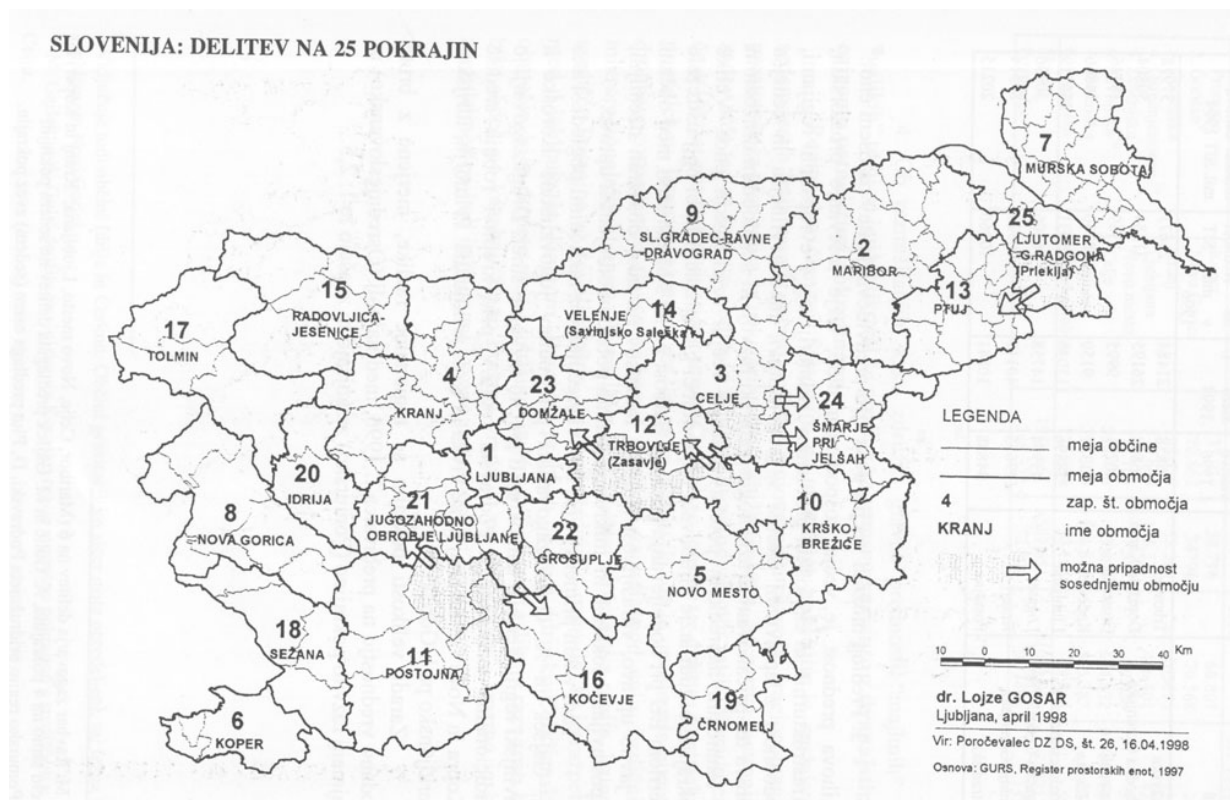 SLOVENIJA: DELITEV NA 25 POKRAJIN
7
MURSKA SOBOTA
9
SL.GRADEC-RAVNE
DRAVOGRAD
2
MARIBOR
25
LJUTOMER
-G.RADGONA
(Prlekija)
13
PTUJ
15
RADOVLJICA-
JESENICE
17
TOLMIN
VELENJE 14
(Savinjsko Saleška r.)
4
KRANJ
23
DOMŽALE
3
CELJE
24
ŠMARJE
PRI
JELŠAH
12
TRBOVLJE
(Zasavje)
1
LJUBLJANA
20
IDRIJA
21
JUGOZAHODNO
OBROBJE LJUBLJANE
8
NOVA GORICA
22
GROSUPLJE
10
KRŠKO-
BREŽICE
5
NOVO MESTO
18
SEŽANA
11
POSTOJNA
16
KOČEVJE
19
ČRNOMELJ
6
KOPER
LEGENDA
meja občine
meja območja
4 zap. št. območja
KRANJ ime območja
možna pripadnost
sosednjemu območju
10 0 10 20 30 40 Km
dr. Lojze GOSAR
Ljubljana, april 1998
Vir: Poročevalec DZ DS, št. 26, 16.04.1998
Osnova: GURS, Register prostorskih enot, 1997